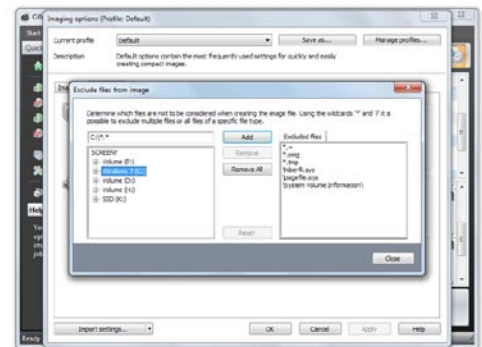 Imaging options (Profile: Default)
Current profile
Default
Save as...
Manage profiles...
Description
Default options contain the most frequently used settings for quickly and easily
creating compact images.
Exclude files from image
Determine which files are not to be considered when creating the image file. Using the wildcards '*' and '?' it is
possible to exclude multiple files or all files of a specific file type.
C:\*.*
Add
Excluded files
Remove
Remove All
Reset
Volume (F:)
Windows 7 (C:)
Volume (D:)
SSD (K:)
*.tmp
\hiberfil.sys
\pagefile.sys
\System Volume Information\
Close
Import settings...
OK
Cancel
Apply
Help
Ready